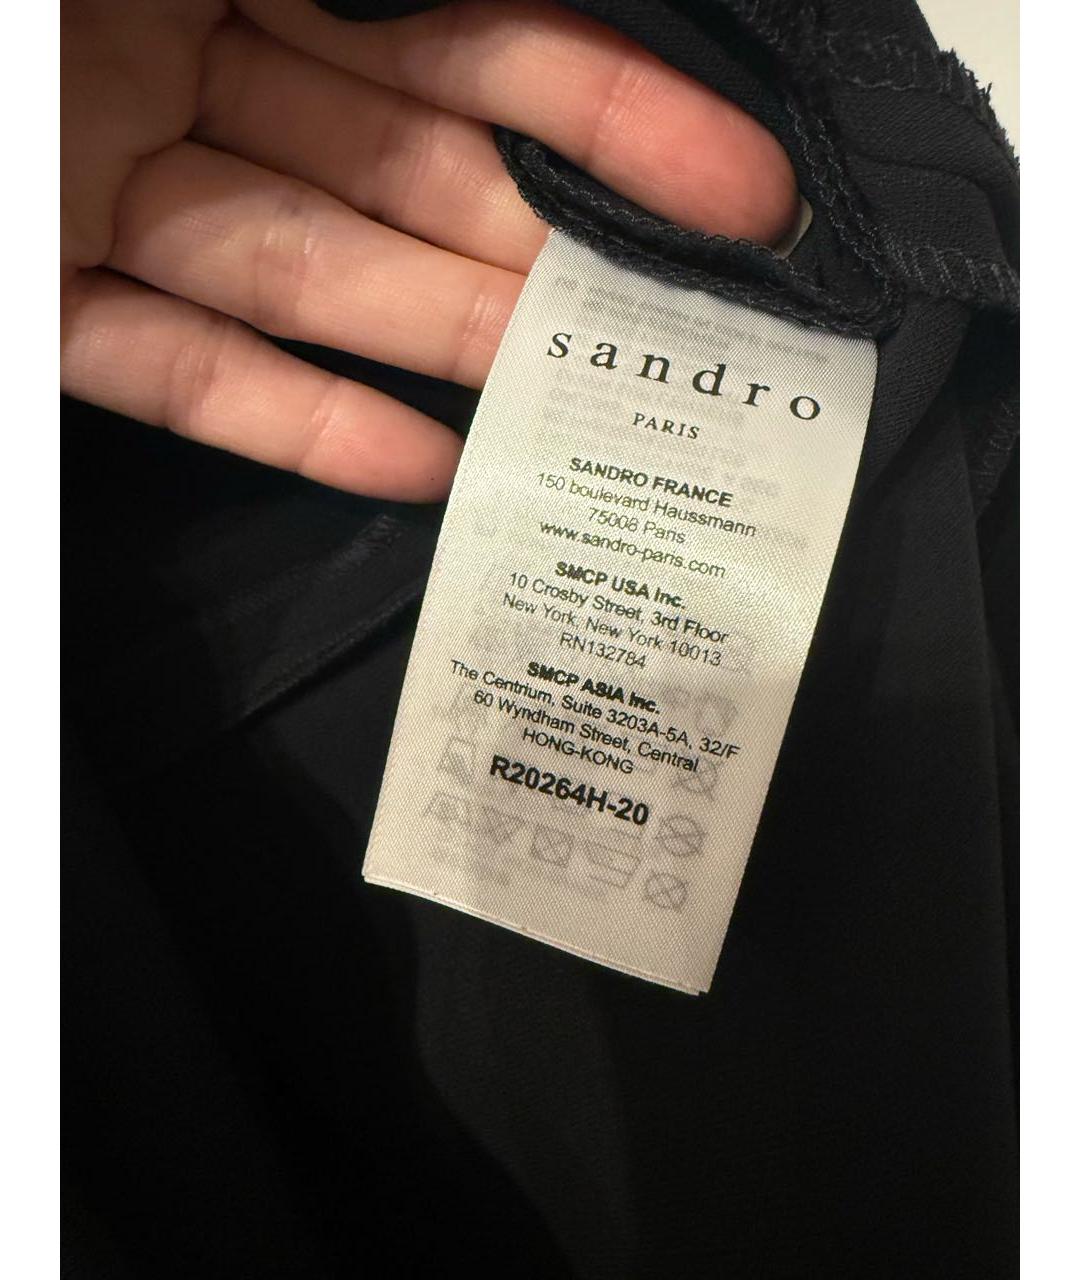 sandro
PARIS
SANDRO FRANCE
150 boulevard Haussmann
75008 Paris
www.sandro-paris.com
SMCP USA Inc.
10 Crosby Street, 3rd Floor
New York, New York 10013
RN132784
SMCP ASIA Inc.
The Centrium, Suite 3203A-5A, 32/F
60 Wyndham Street, Central
HONG-KONG
R20264H-20